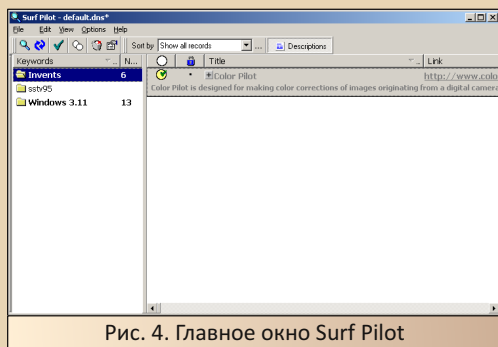 Surf Pilot - default.dns*
File Edit View Options Help
Sort by Show all records ... Descriptions
Keywords N... Title Link
Invents 6
sstv95
Windows 3.11 13
Color Pilot http://www.colo
Color Pilot is designed for making color corrections of images originating from a digital camera
Рис. 4. Главное окно Surf Pilot